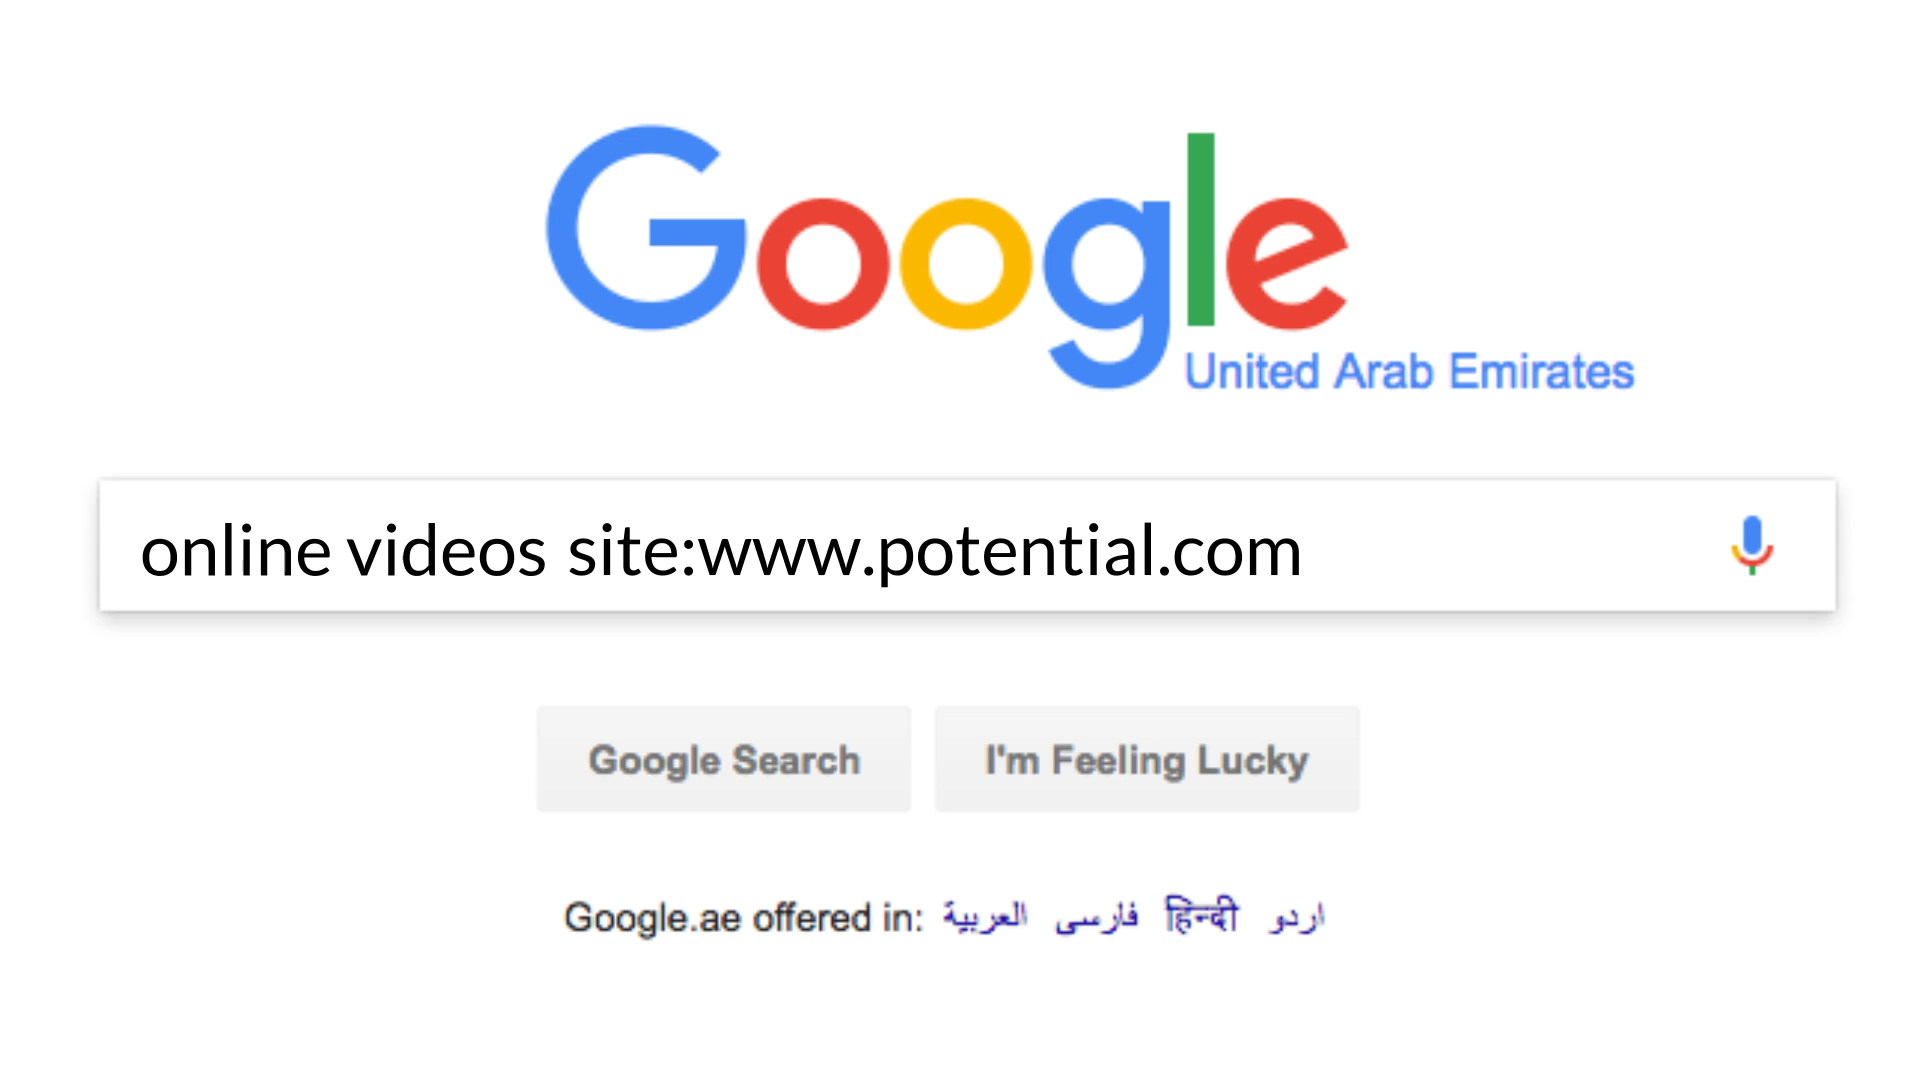 Google
United Arab Emirates
online videos site:www.potential.com
Google Search I'm Feeling Lucky
Google.ae offered in: العربية فارسی हिन्दी اردو